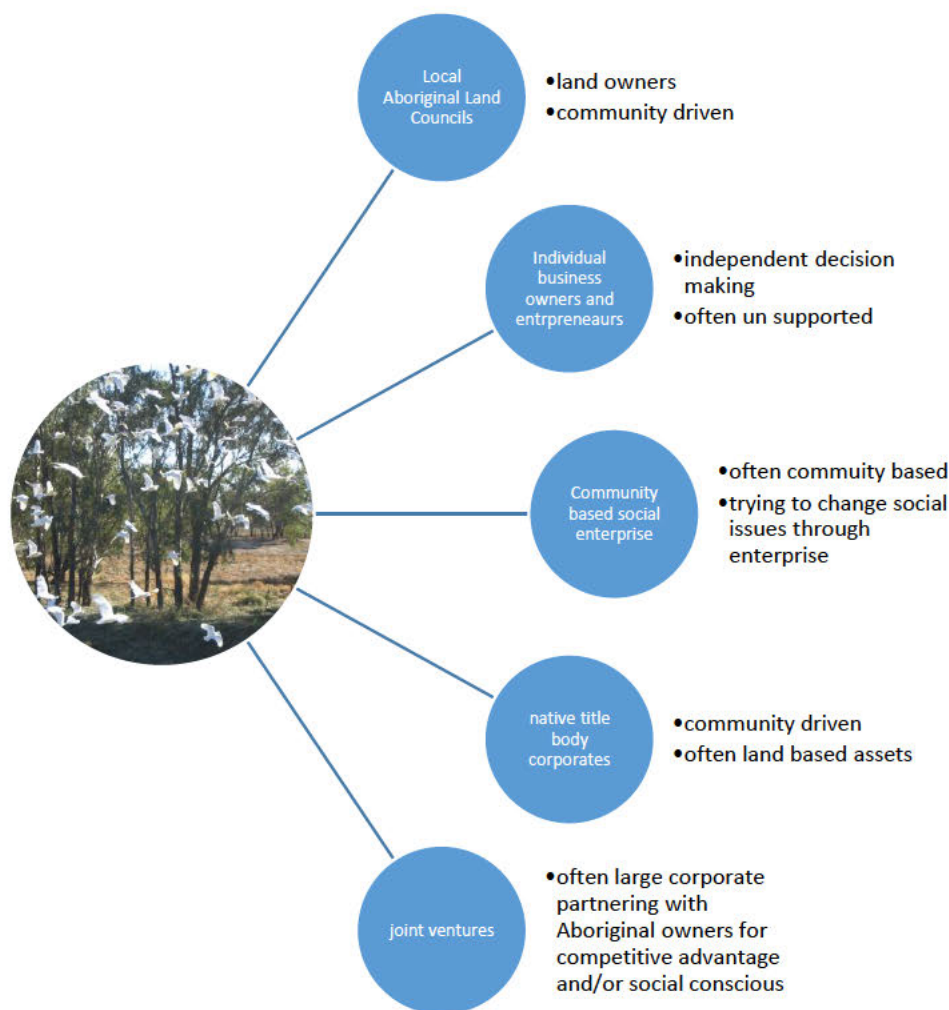 Local
Aboriginal Land
Councils
•land owners
•community driven
Individual
business
owners and
entrpreneaurs
•independent decision
making
•often un supported
Community
based social
enterprise
•often commuity based
•trying to change social
issues through
enterprise
native title
body
corporates
•community driven
•often land based assets
joint ventures
•often large corporate
partnering with
Aboriginal owners for
competitive advantage
and/or social conscious